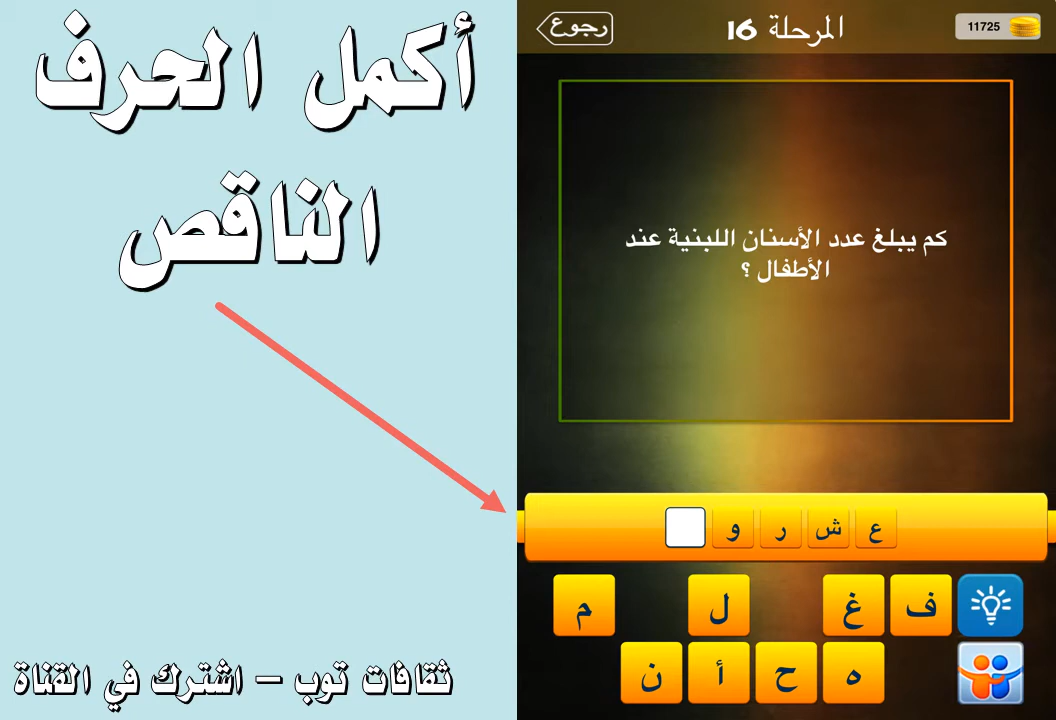 أكمل الحرف
الناقص
ثقافات توب – اشترك في القناة
رجوع
المرحلة 16
11725
كم يبلغ عدد الأسنان اللبنية عند
الأطفال ؟
ع ش ر و
ف غ ل م
ه ح أ ن